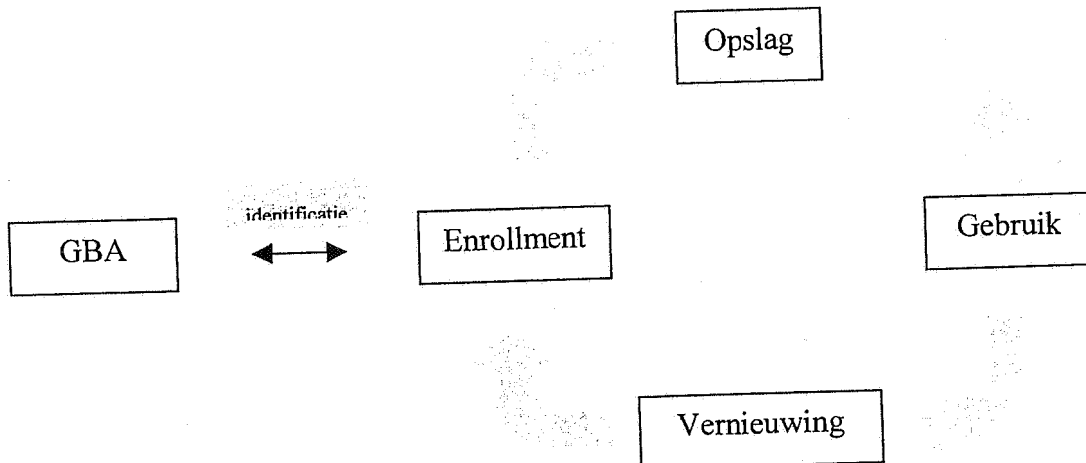 Opslag
identificatie
GBA
Enrollment
Gebruik
Vernieuwing